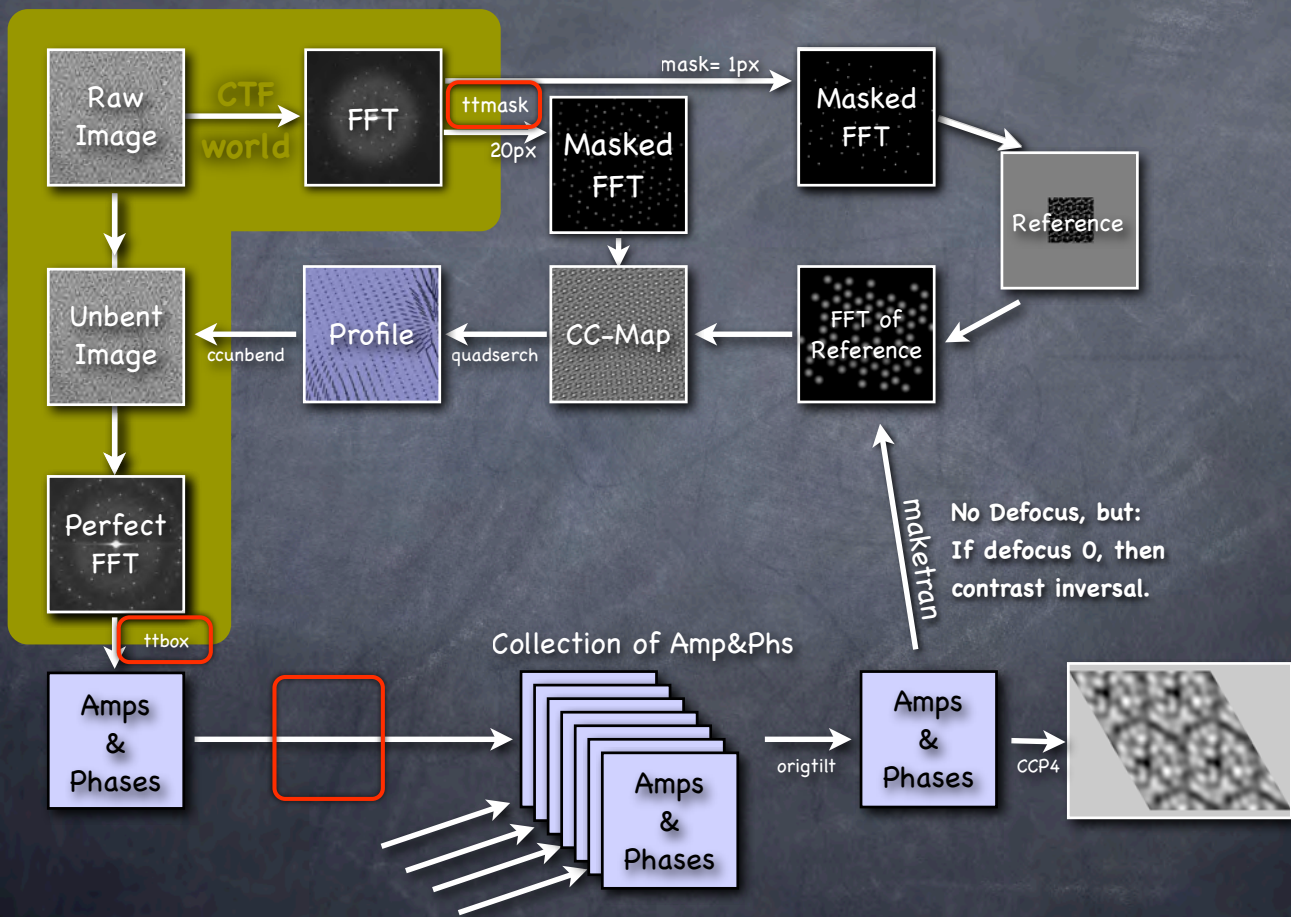 Raw
Image
CTF
world
FFT
ttmask
20px
mask= 1px
Masked
FFT
Masked
FFT
Reference
Unbent
Image
ccunbend
Profile
quadserch
CC-Map
FFT of
Reference
Perfect
FFT
maketran
No Defocus, but:
If defocus 0, then
contrast inversal.
ttbox
Collection of Amp&Phs
Amps
&
Phases
Amps
&
Phases
origtilt
Amps
&
Phases
CCP4